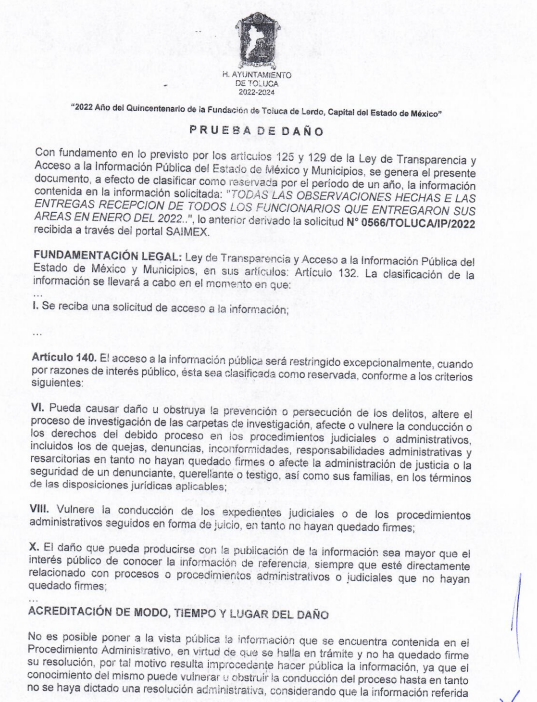 H. AYUNTAMIENTO
DE TOLUCA
2022-2024
"2022 Año del Quincentenario de la Fundación de Toluca de Lerdo, Capital del Estado de México"
PRUEBA DE DAÑO
Con fundamento en lo previsto por los artículos 125 y 129 de la Ley de Transparencia y
Acceso a la Información Pública del Estado de México y Municipios, se genera el presente
documento, a efecto de clasificar como reservada por el período de un año, la información
contenida en la información solicitada: "TODAS LAS OBSERVACIONES HECHAS E LAS
ENTREGAS RECEPCION DE TODOS LOS FUNCIONARIOS QUE ENTREGARON SUS
AREAS EN ENERO DEL 2022..", lo anterior derivado la solicitud N° 0566/TOLUCA/IP/2022
recibida a través del portal SAIMEX.
FUNDAMENTACIÓN LEGAL: Ley de Transparencia y Acceso a la Información Pública del
Estado de México y Municipios, en sus artículos: Artículo 132. La clasificación de la
información se llevará a cabo en el momento en que:
...
I. Se reciba una solicitud de acceso a la información;
...
Artículo 140. El acceso a la información pública será restringido excepcionalmente, cuando
por razones de interés público, ésta sea clasificada como reservada, conforme a los criterios
siguientes:
VI. Pueda causar daño u obstruya la prevención o persecución de los delitos, altere el
proceso de investigación de las carpetas de investigación, afecte o vulnere la conducción o
los derechos del debido proceso en los procedimientos judiciales o administrativos,
incluidos los de quejas, denuncias, inconformidades, responsabilidades administrativas y
resarcitorias en tanto no hayan quedado firmes o afecte la administración de justicia o la
seguridad de un denunciante, querellante o testigo, así como sus familias, en los términos
de las disposiciones jurídicas aplicables;
VIII. Vulnere la conducción de los expedientes judiciales o de los procedimientos
administrativos seguidos en forma de juicio, en tanto no hayan quedado firmes;
X. El daño que pueda producirse con la publicación de la información sea mayor que el
interés público de conocer la información de referencia, siempre que esté directamente
relacionado con procesos o procedimientos administrativos o judiciales que no hayan
quedado firmes;
...
ACREDITACIÓN DE MODO, TIEMPO Y LUGAR DEL DAÑO
No es posible poner a la vista pública la información que se encuentra contenida en el
Procedimiento Administrativo, en virtud de que se halla en trámite y no ha quedado firme
su resolución, por tal motivo resulta improcedente hacer pública la información, ya que el
conocimiento del mismo puede vulnerar u obstruir la conducción del proceso hasta en tanto
no se haya dictado una resolución administrativa, considerando que la información referida